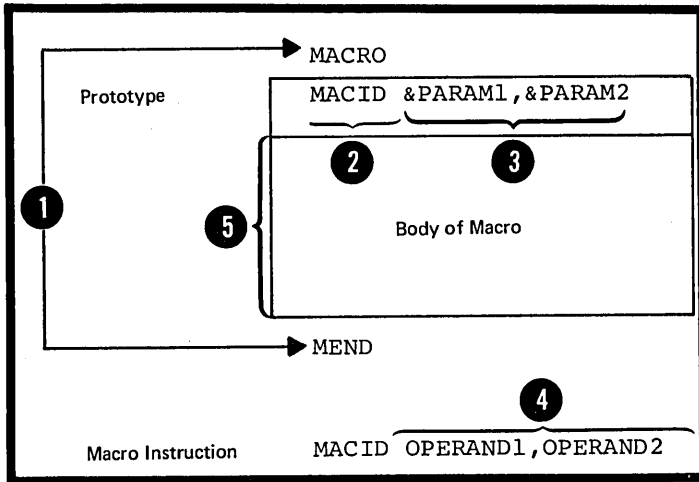 MACRO
Prototype MACID &PARAM1,&PARAM2
2 3
1
5 Body of Macro
MEND
4
Macro Instruction MACID OPERAND1,OPERAND2